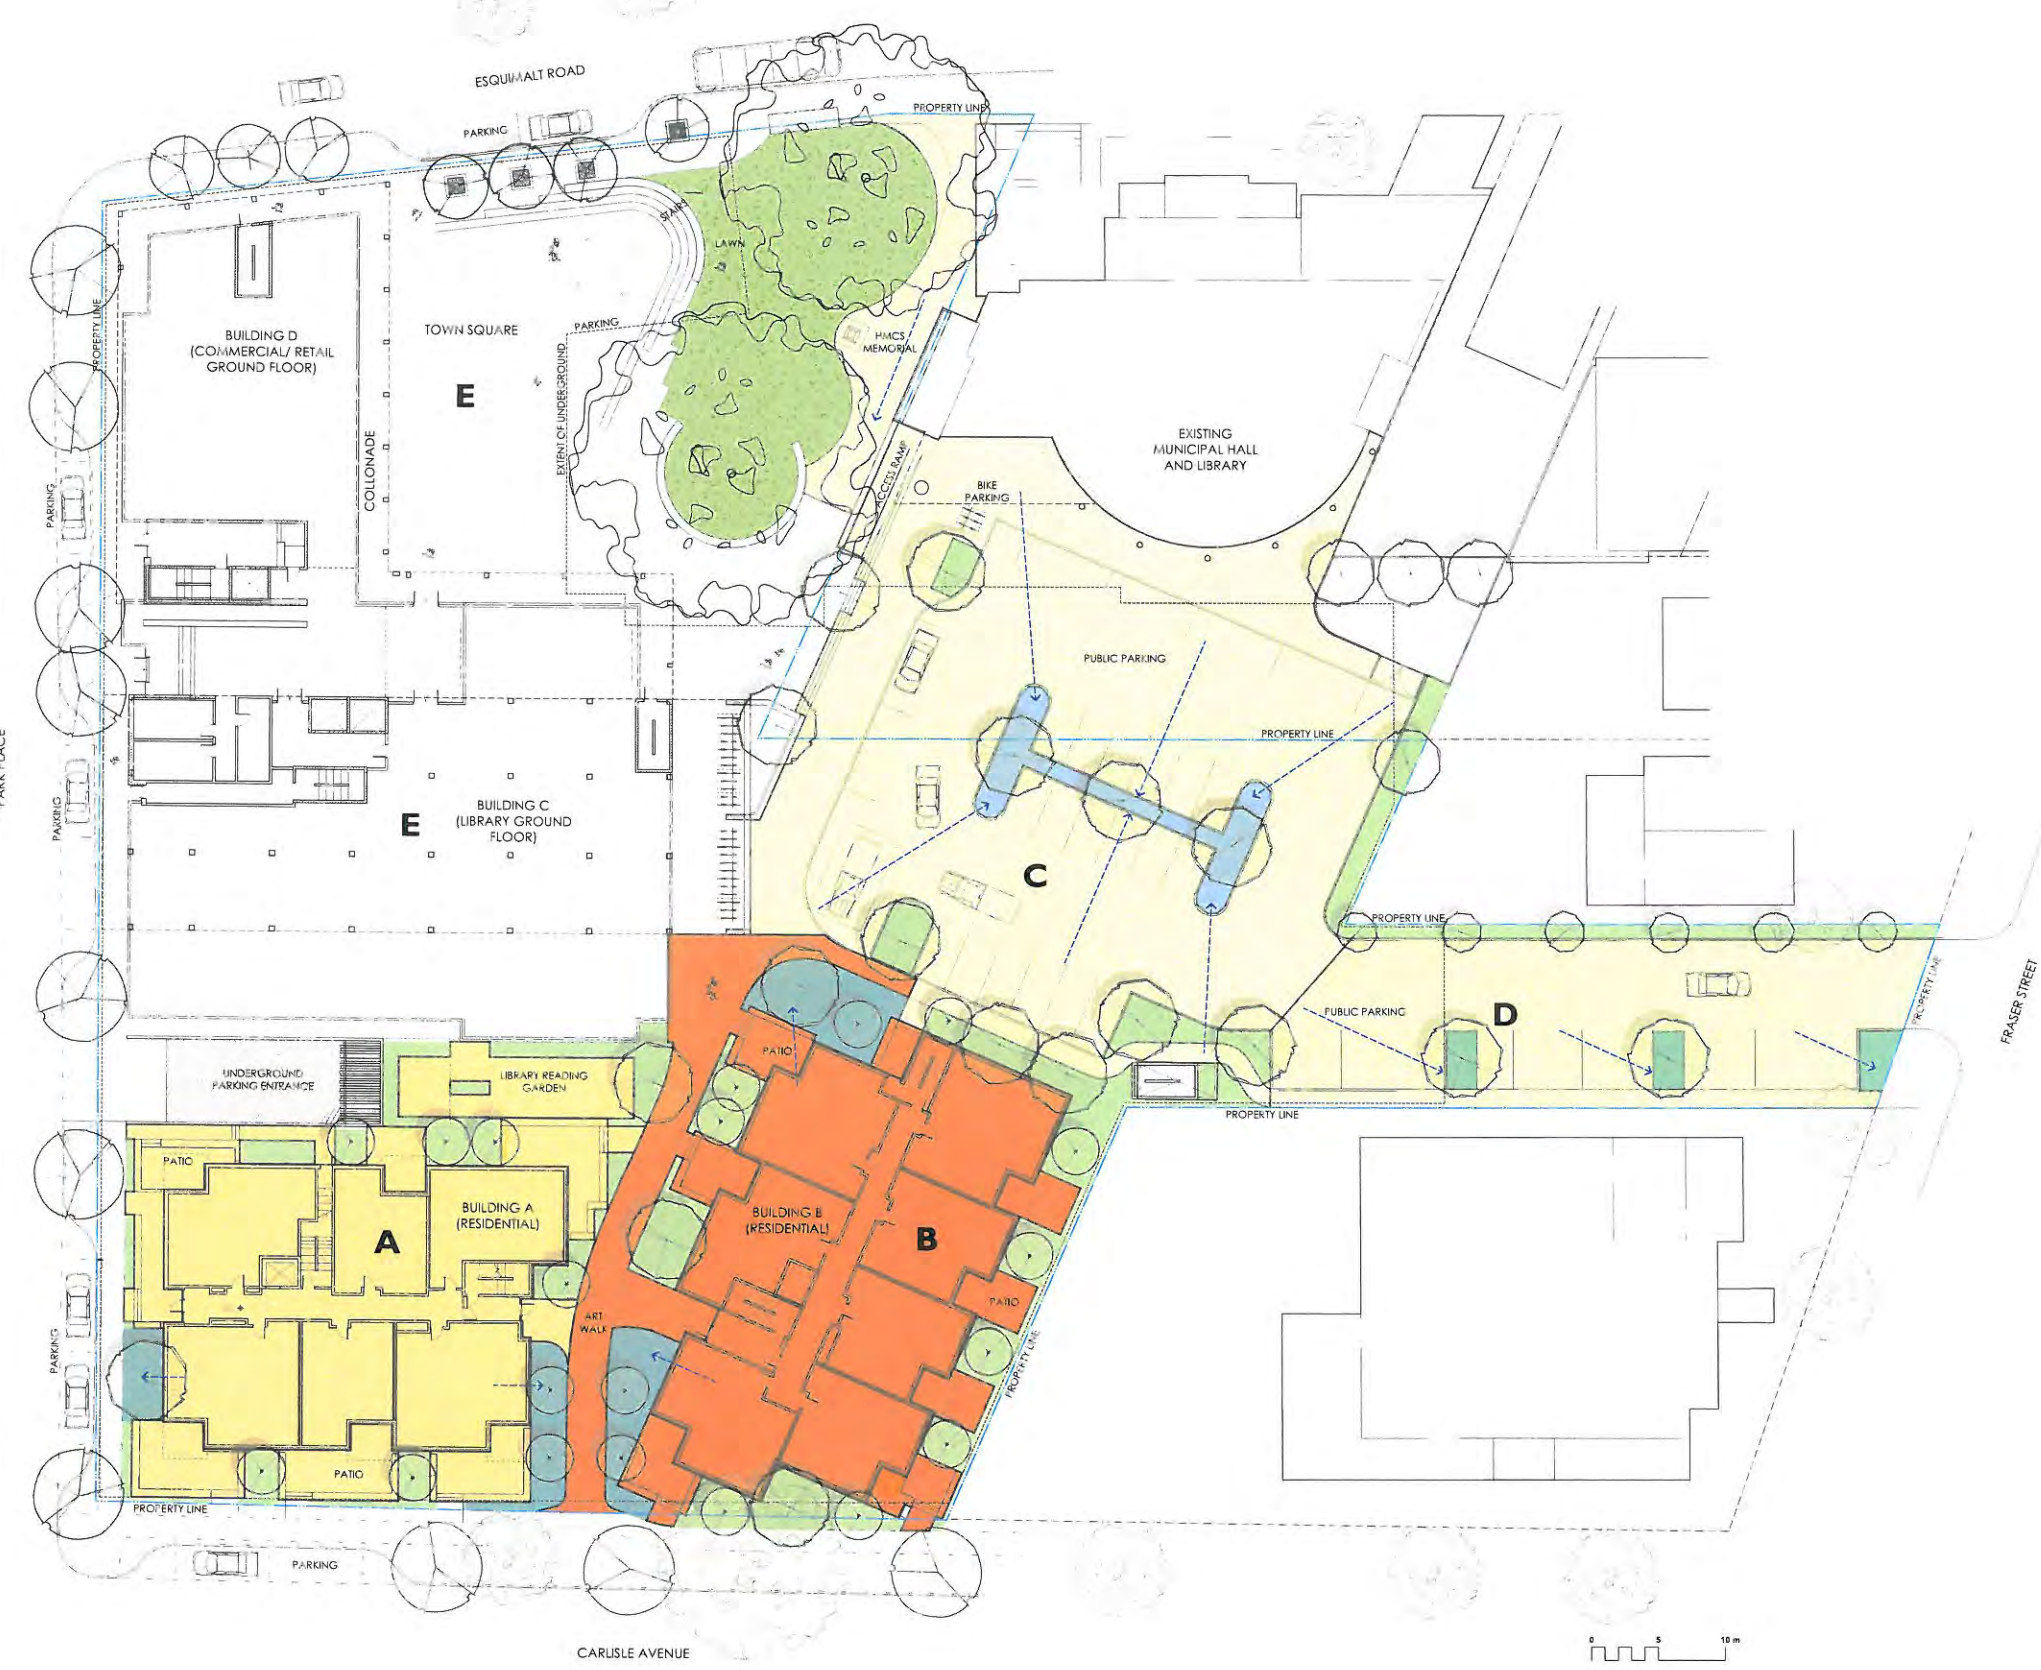 ESQUIMALT ROAD
PARKING
PROPERTY LINE
STAIRS
LAWN
PROPERTY LINE
BUILDING D
(COMMERCIAL/ RETAIL
GROUND FLOOR)
TOWN SQUARE
PARKING
EXTENT OF UNDERGROUND
HMCS
MEMORIAL
E
COLLONADE
EXISTING
MUNICIPAL HALL
AND LIBRARY
ACCESS RAMP
BIKE
PARKING
PARKING
PUBLIC PARKING
PROPERTY LINE
PARK PLACE
PARKING
BUILDING C
(LIBRARY GROUND
FLOOR)
E
C
PROPERTY LINE
PROPERTY LINE
FRASER STREET
PUBLIC PARKING
D
PATIO
UNDERGROUND
PARKING ENTRANCE
LIBRARY READING
GARDEN
PROPERTY LINE
PATIO
BUILDING A
(RESIDENTIAL)
A
BUILDING B
(RESIDENTIAL)
B
PATIO
ART
WALK
PARKING
PROPERTY LINE
PATIO
PROPERTY LINE
PARKING
CARLISLE AVENUE
0 5 10 m